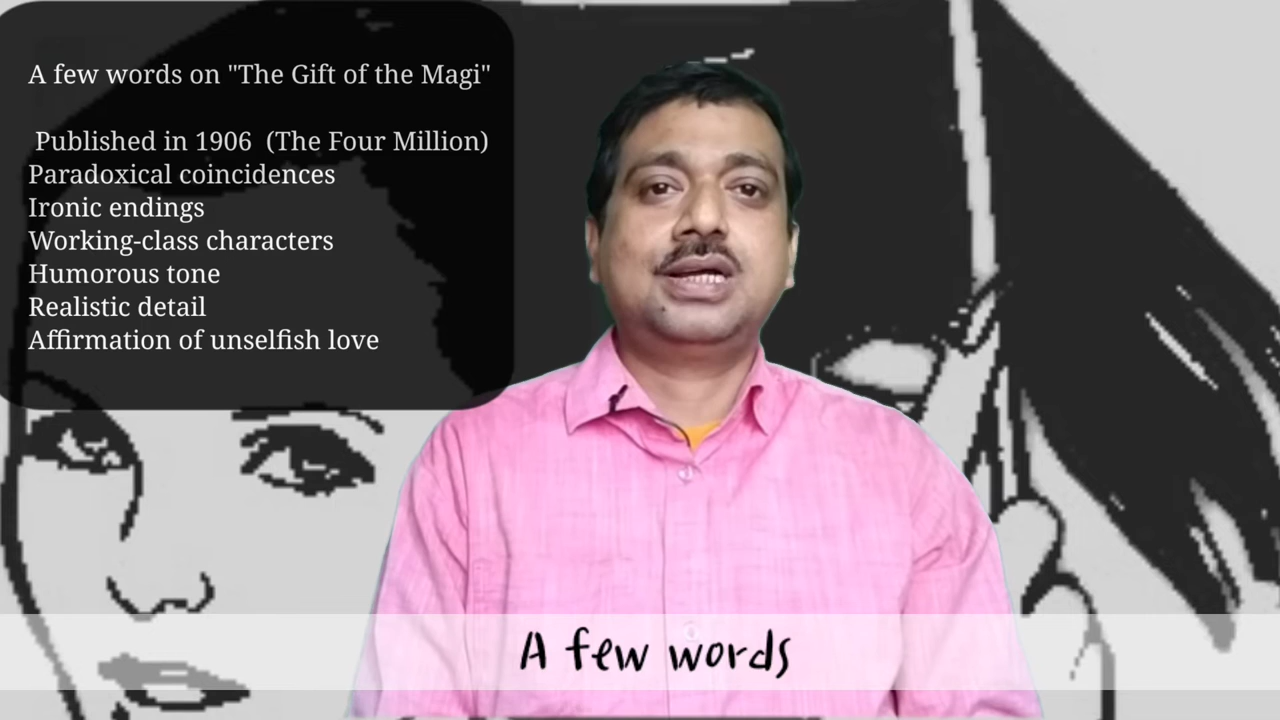 A few words on "The Gift of the Magi"
Published in 1906 (The Four Million)
Paradoxical coincidences
Ironic endings
Working-class characters
Humorous tone
Realistic detail
Affirmation of unselfish love
A few words